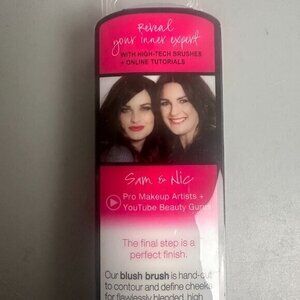 Reveal
your inner expert
WITH HIGH-TECH BRUSHES
+ ONLINE TUTORIALS
Sam & Nic
Pro Makeup Artists +
YouTube Beauty Gurus
The final step is a
perfect finish.
Our blush brush is hand-cut
to contour and define cheeks
for flawlessly blended, high